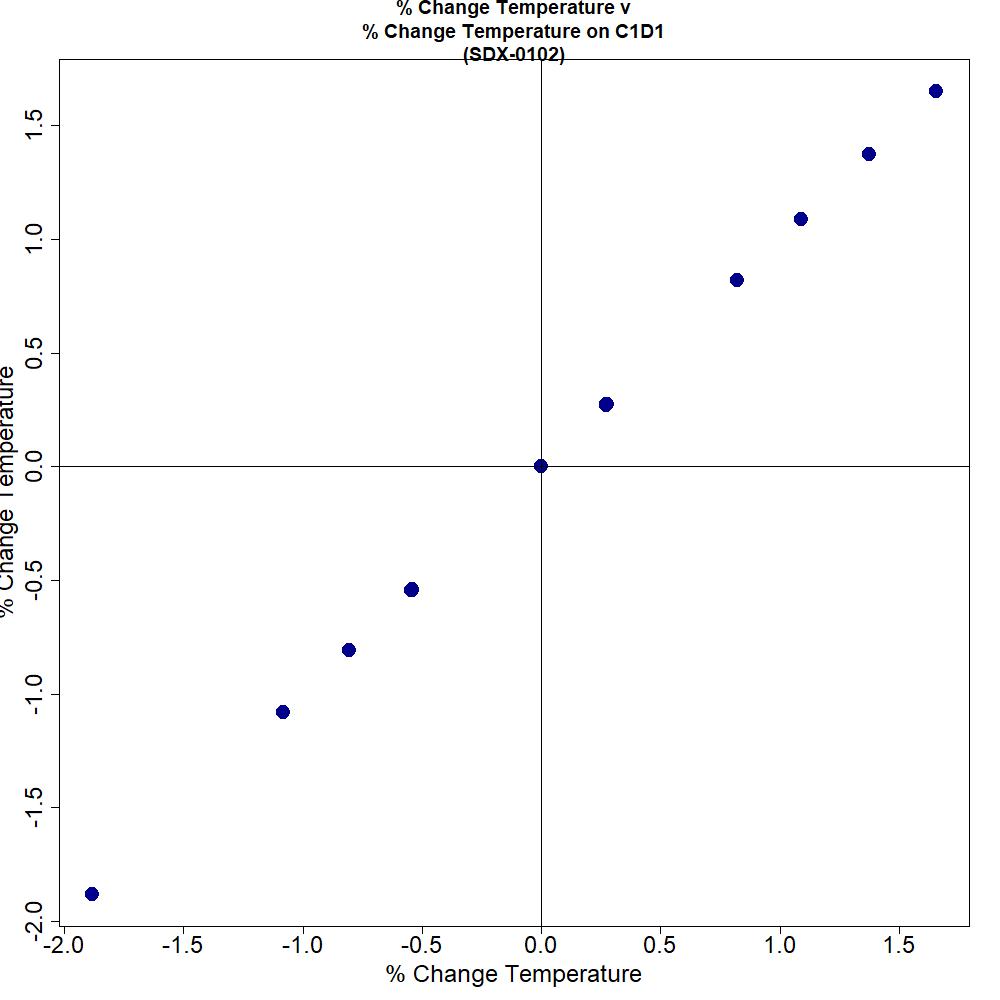 % Change Temperature v
% Change Temperature on C1D1
(SDX-0102)
% Change Temperature
1.5
1.0
0.5
0.0
-0.5
-1.0
-1.5
-2.0
-2.0 -1.5 -1.0 -0.5 0.0 0.5 1.0 1.5
% Change Temperature